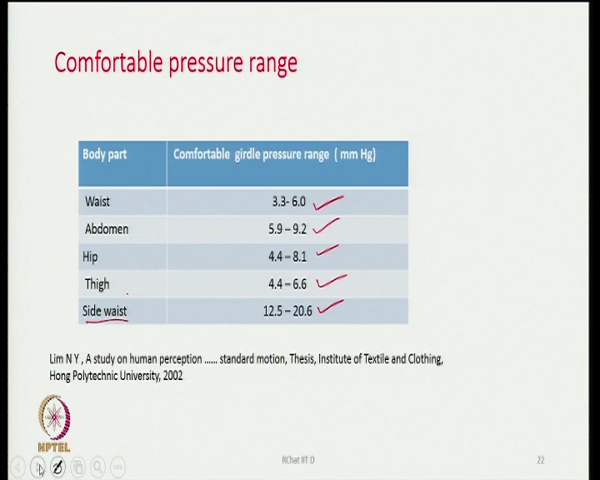 Comfortable pressure range
Body part Comfortable girdle pressure range ( mm Hg)
Waist 3.3- 6.0
Abdomen 5.9 – 9.2
Hip 4.4 – 8.1
Thigh 4.4 – 6.6
Side waist 12.5 – 20.6
Lim N Y , A study on human perception ...... standard motion, Thesis, Institute of Textile and Clothing,
Hong Polytechnic University, 2002
NPTEL
RChat IIT D 22